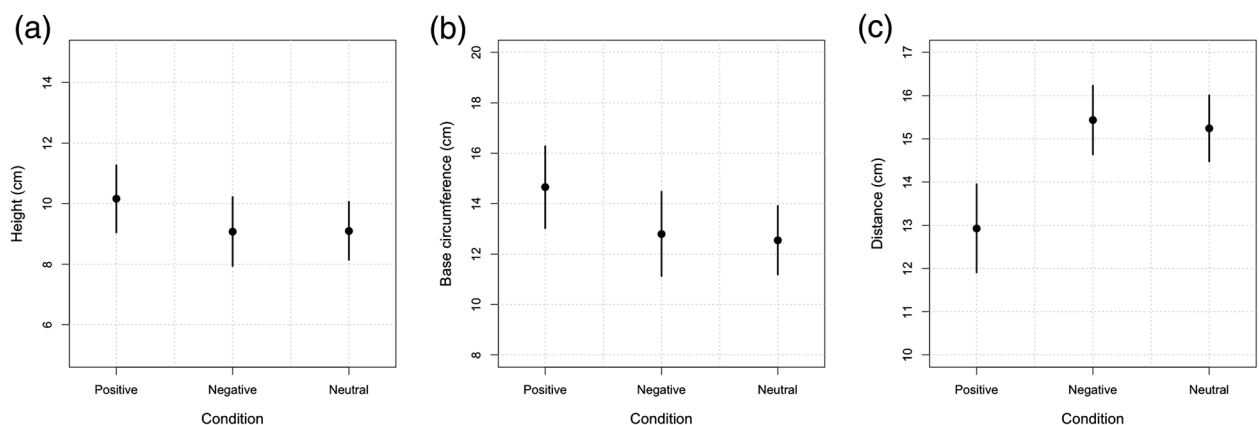 (a)
Height (cm)
14
12
10
8
6
Positive Negative Neutral
Condition
(b)
Base circumference (cm)
20
18
16
14
12
10
8
Positive Negative Neutral
Condition
(c)
Distance (cm)
17
16
15
14
13
12
11
10
Positive Negative Neutral
Condition